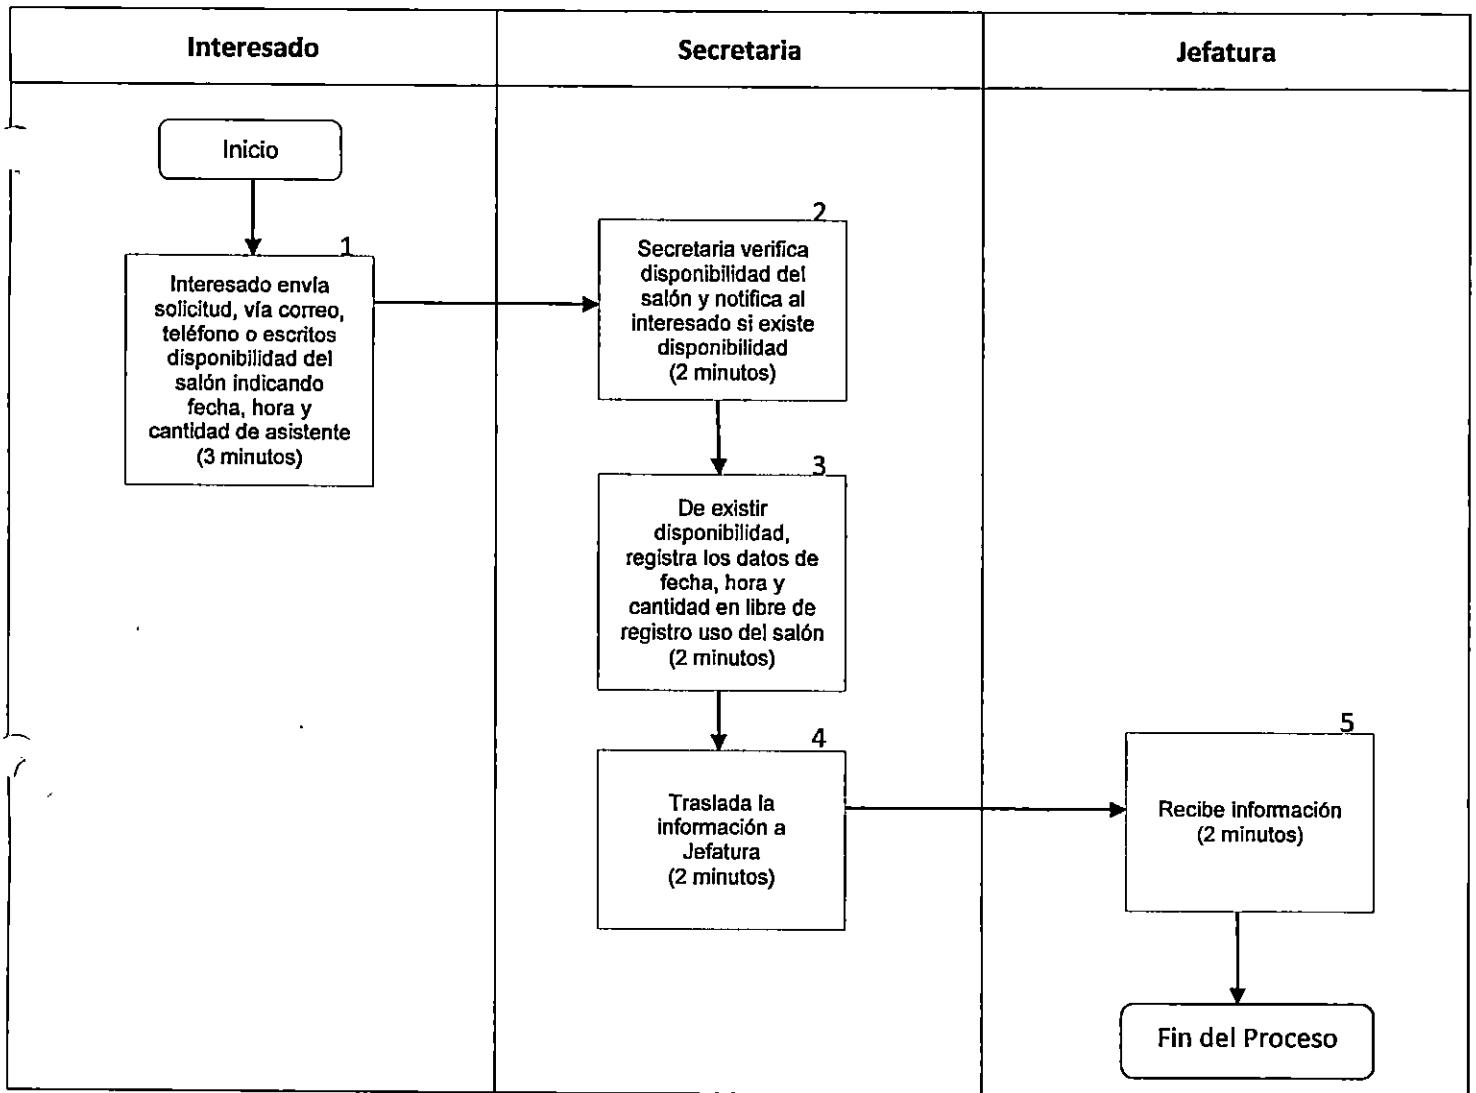 Interesado
Secretaria
Jefatura
Inicio
1
Interesado envía
solicitud, vía correo,
teléfono o escritos
disponibilidad del
salón indicando
fecha, hora y
cantidad de asistente
(3 minutos)
2
Secretaria verifica
disponibilidad del
salón y notifica al
interesado si existe
disponibilidad
(2 minutos)
3
De existir
disponibilidad,
registra los datos de
fecha, hora y
cantidad en libre de
registro uso del salón
(2 minutos)
4
Traslada la
información a
Jefatura
(2 minutos)
5
Recibe información
(2 minutos)
Fin del Proceso